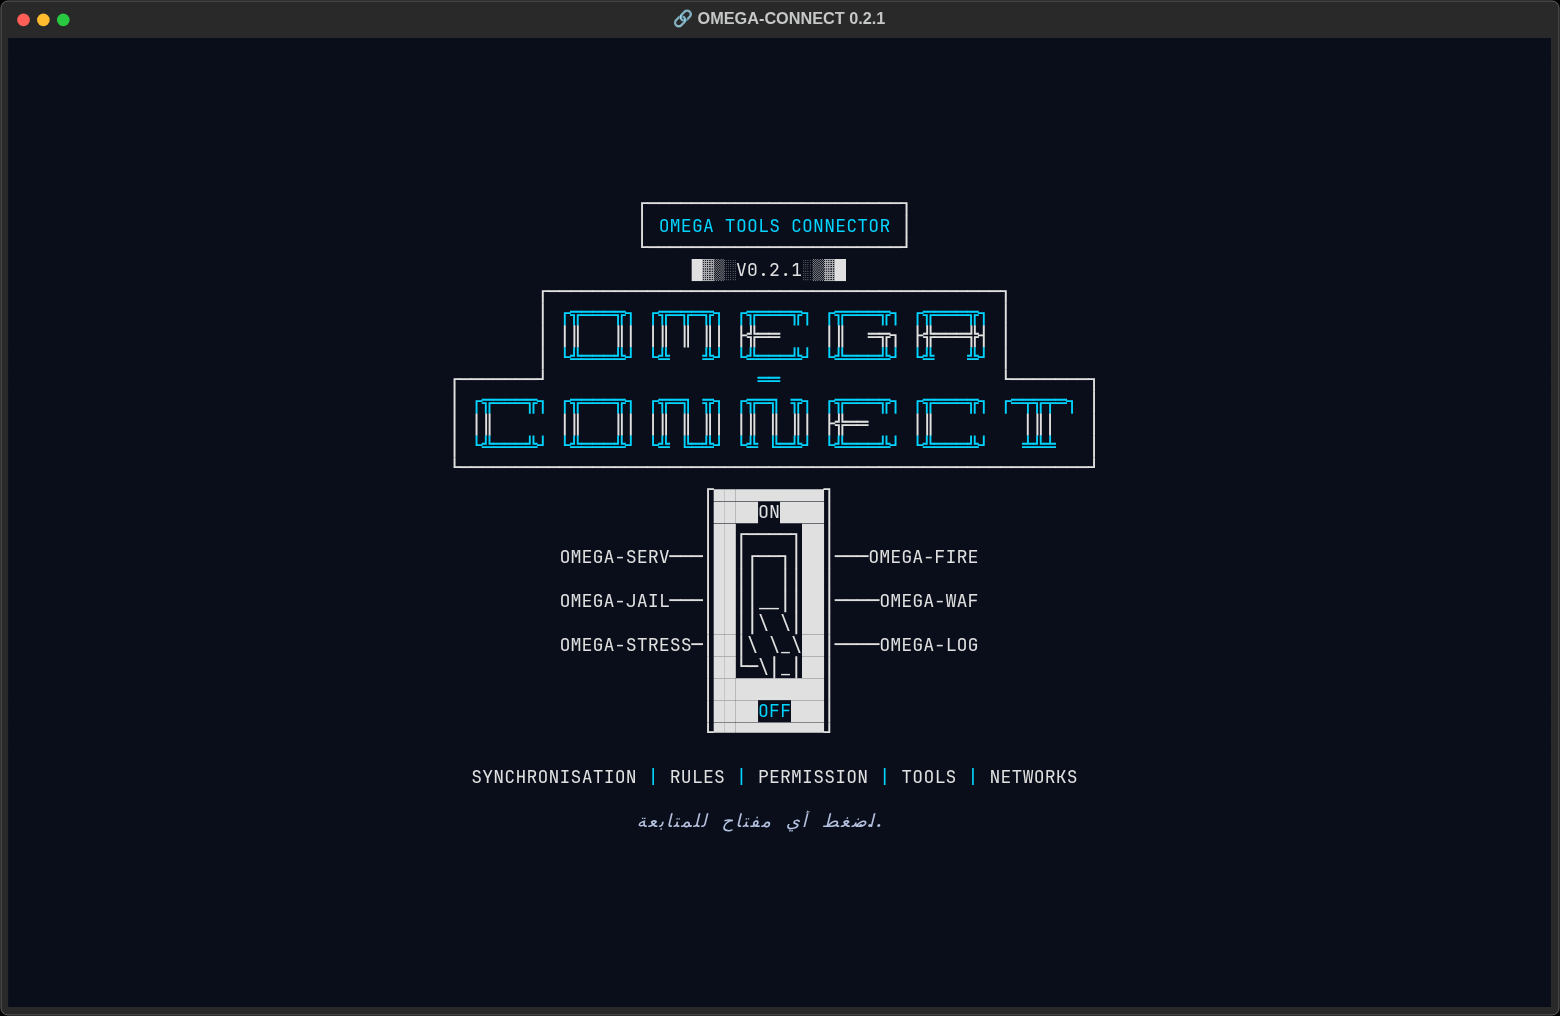 🔗 OMEGA-CONNECT 0.2.1
OMEGA TOOLS CONNECTOR
V0.2.1
OMEGA
-
CONNECT
ON
OMEGA-SERV OMEGA-FIRE
OMEGA-JAIL OMEGA-WAF
OMEGA-STRESS OMEGA-LOG
OFF
SYNCHRONISATION | RULES | PERMISSION | TOOLS | NETWORKS
اضغط أي مفتاح للمتابعة.